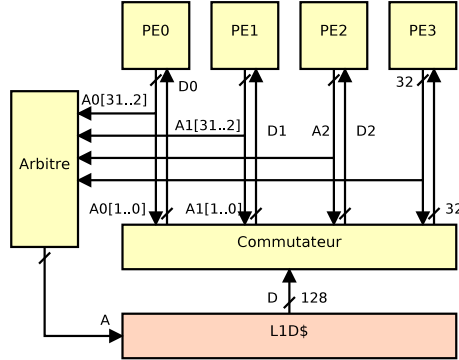 PE0 PE1 PE2 PE3
D0 32
A0[31..2]
A1[31..2] D1 A2 D2
Arbitre
A0[1..0] A1[1..0] 32
Commutateur
D 128
A
L1D$